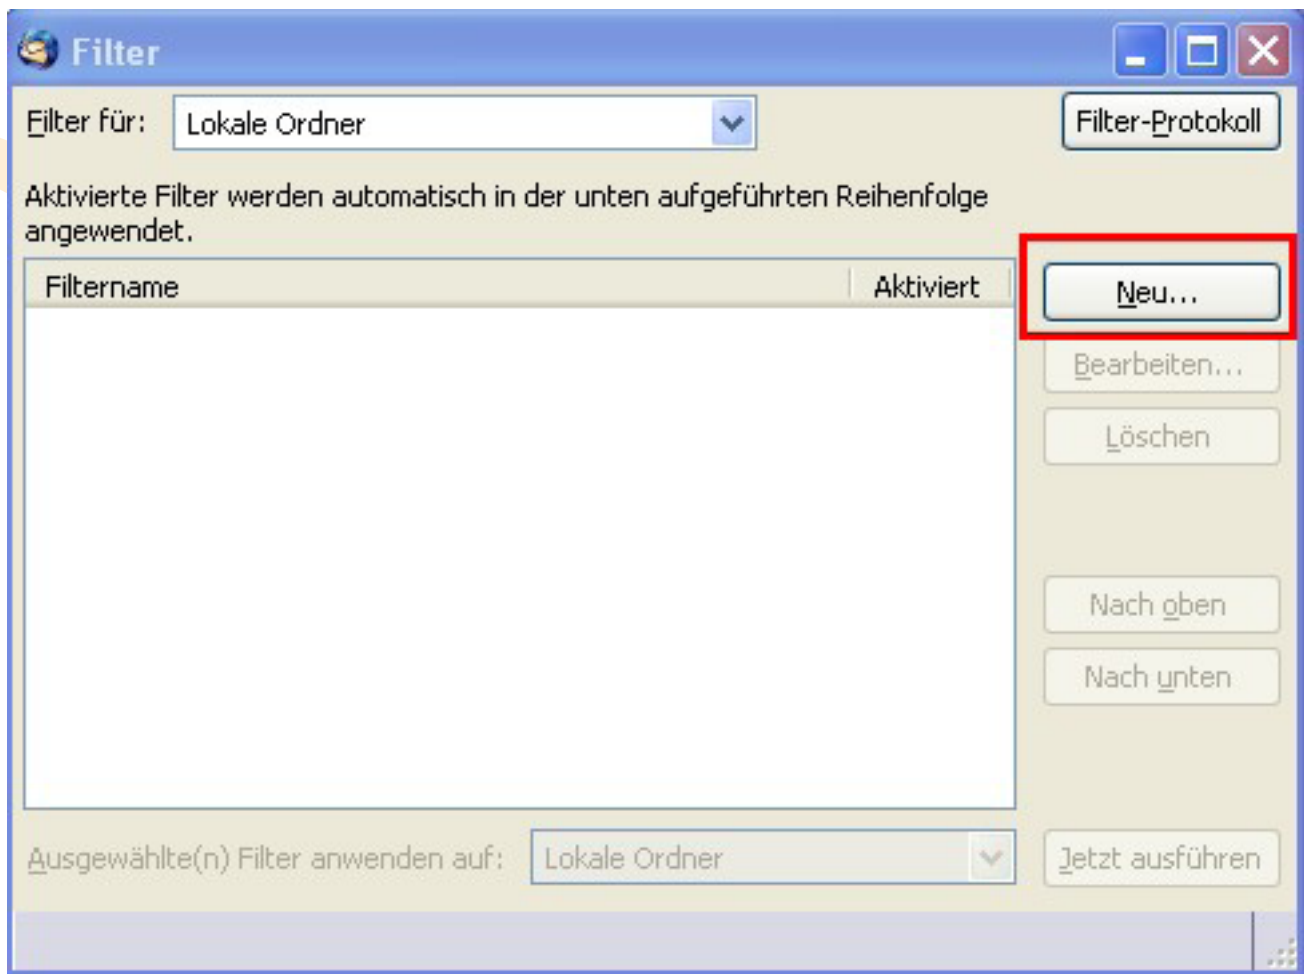 Filter
Filter für: Lokale Ordner Filter-Protokoll
Aktivierte Filter werden automatisch in der unten aufgeführten Reihenfolge
angewendet.
Filtername Aktiviert
Neu...
Bearbeiten...
Löschen
Nach oben
Nach unten
Ausgewählte(n) Filter anwenden auf: Lokale Ordner Jetzt ausführen